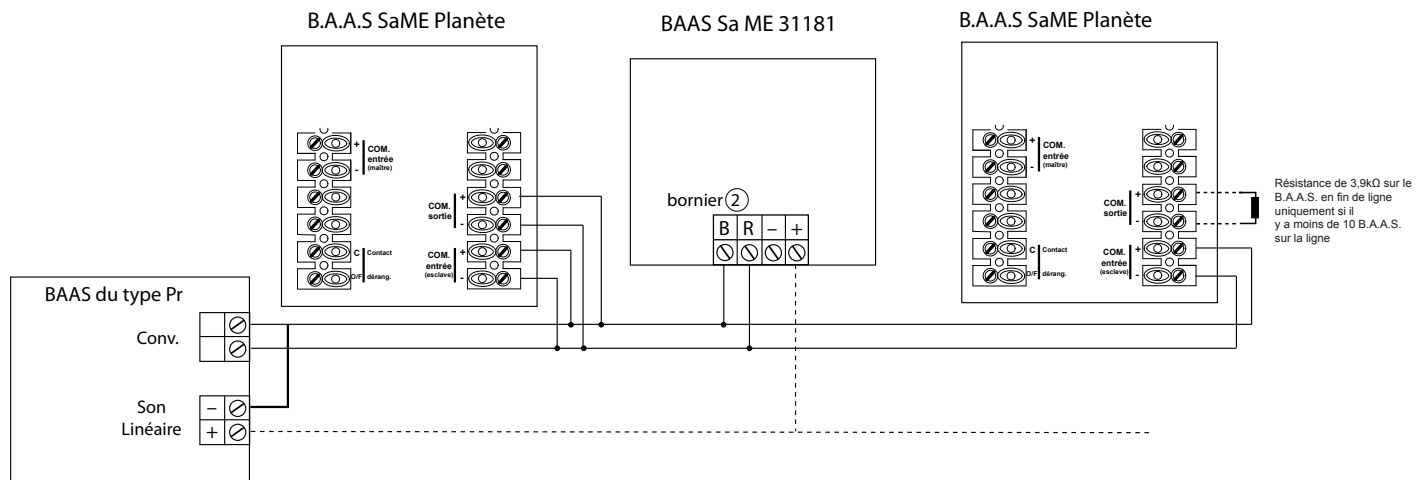 B.A.A.S SaME Planète
BAAS Sa ME 31181
B.A.A.S SaME Planète
+
-
COM.
entrée
(maître)
COM.
sortie
+
-
C
Contact
O/F
dérang.
COM.
entrée
(esclave)
+
-
bornier 2
B R – +
+
-
COM.
entrée
(maître)
COM.
sortie
+
-
C
Contact
O/F
dérang.
COM.
entrée
(esclave)
+
-
Résistance de 3,9kΩ sur le
B.A.A.S. en fin de ligne
uniquement si il
y a moins de 10 B.A.A.S.
sur la ligne
BAAS du type Pr
Conv.
Son
Linéaire
–
+